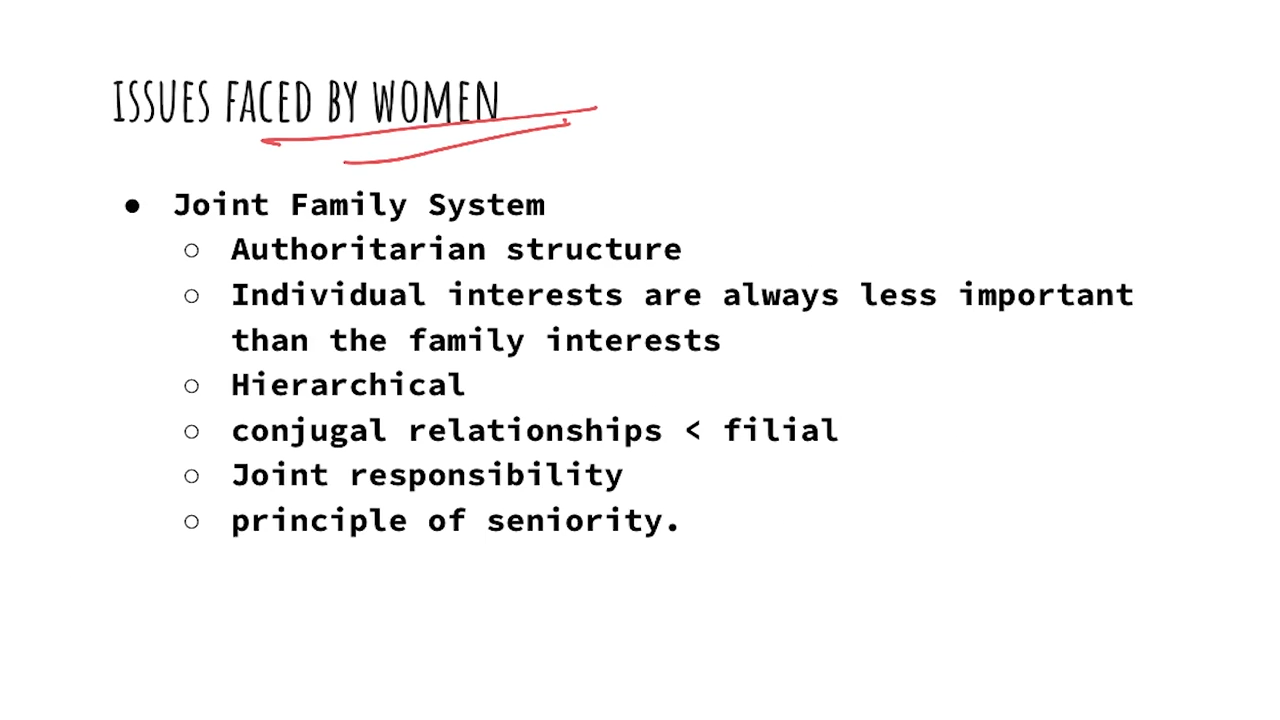 ISSUES FACED BY WOMEN
● Joint Family System
○ Authoritarian structure
○ Individual interests are always less important
than the family interests
○ Hierarchical
○ conjugal relationships < filial
○ Joint responsibility
○ principle of seniority.